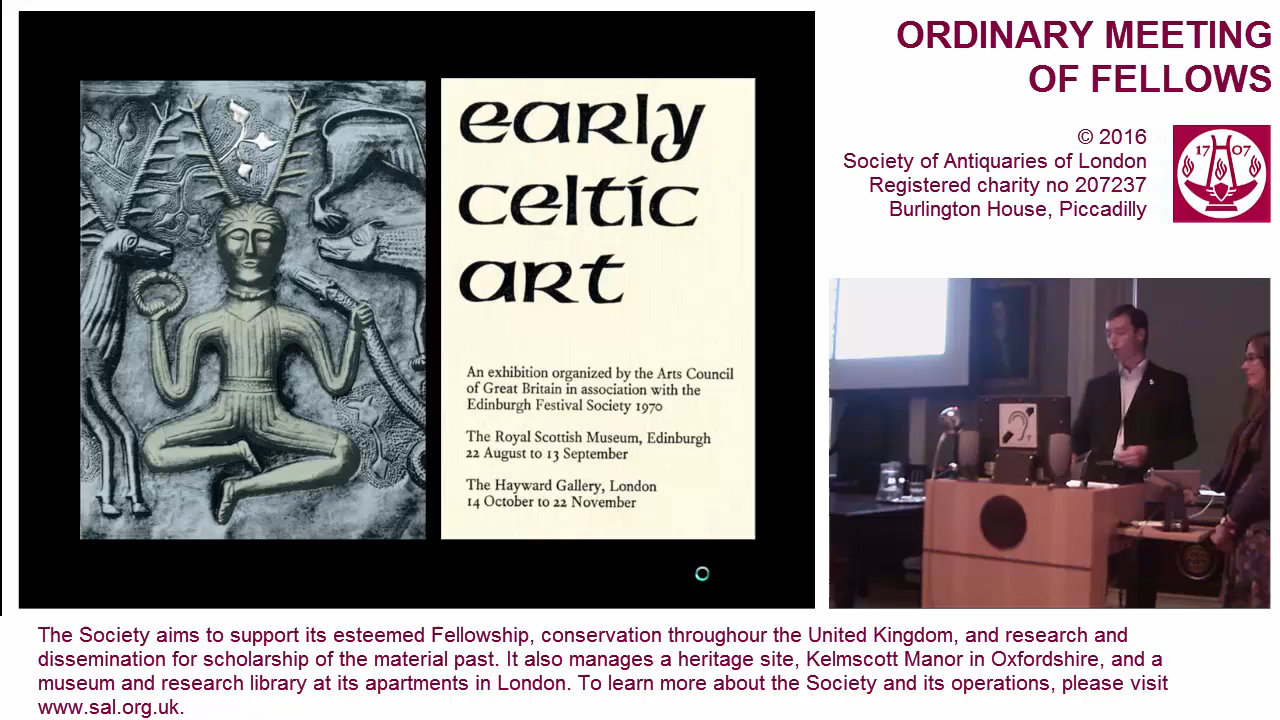 ORDINARY MEETING
OF FELLOWS
© 2016
Society of Antiquaries of London
Registered charity no 207237
Burlington House, Piccadilly
17 07
early
celtic
art
An exhibition organized by the Arts Council
of Great Britain in association with the
Edinburgh Festival Society 1970
The Royal Scottish Museum, Edinburgh
22 August to 13 September
The Hayward Gallery, London
14 October to 22 November
The Society aims to support its esteemed Fellowship, conservation throughour the United Kingdom, and research and
dissemination for scholarship of the material past. It also manages a heritage site, Kelmscott Manor in Oxfordshire, and a
museum and research library at its apartments in London. To learn more about the Society and its operations, please visit
www.sal.org.uk.